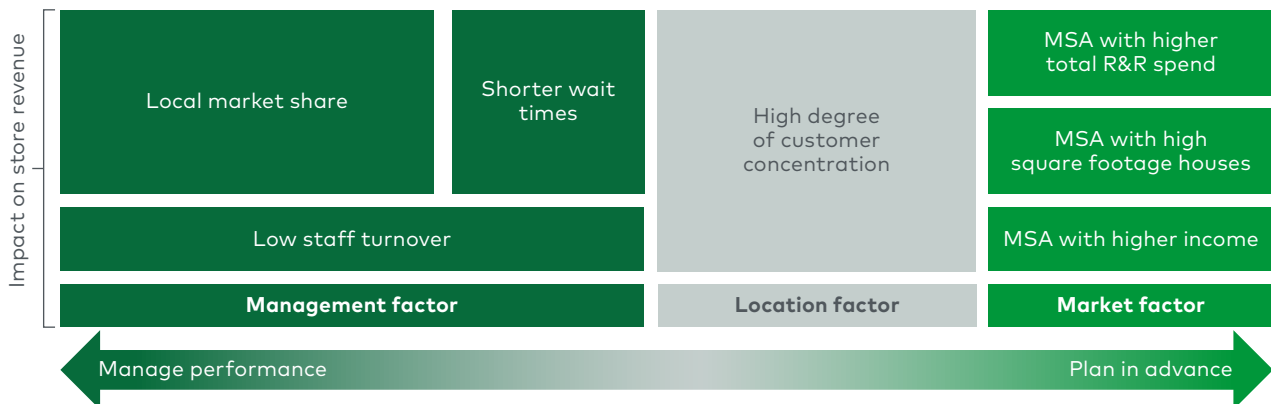 Impact on store revenue
Local market share
Shorter wait
times
Low staff turnover
Management factor
High degree
of customer
concentration
Location factor
MSA with higher
total R&R spend
MSA with high
square footage houses
MSA with higher income
Market factor
Manage performance
Plan in advance